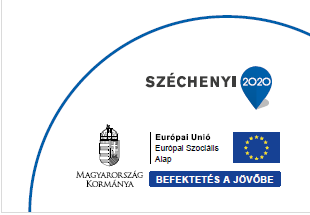 SZÉCHENYI 2020
Európai Unió
Európai Szociális
Alap
MAGYARORSZÁG
KORMÁNYA
BEFEKTETÉS A JÖVŐBE